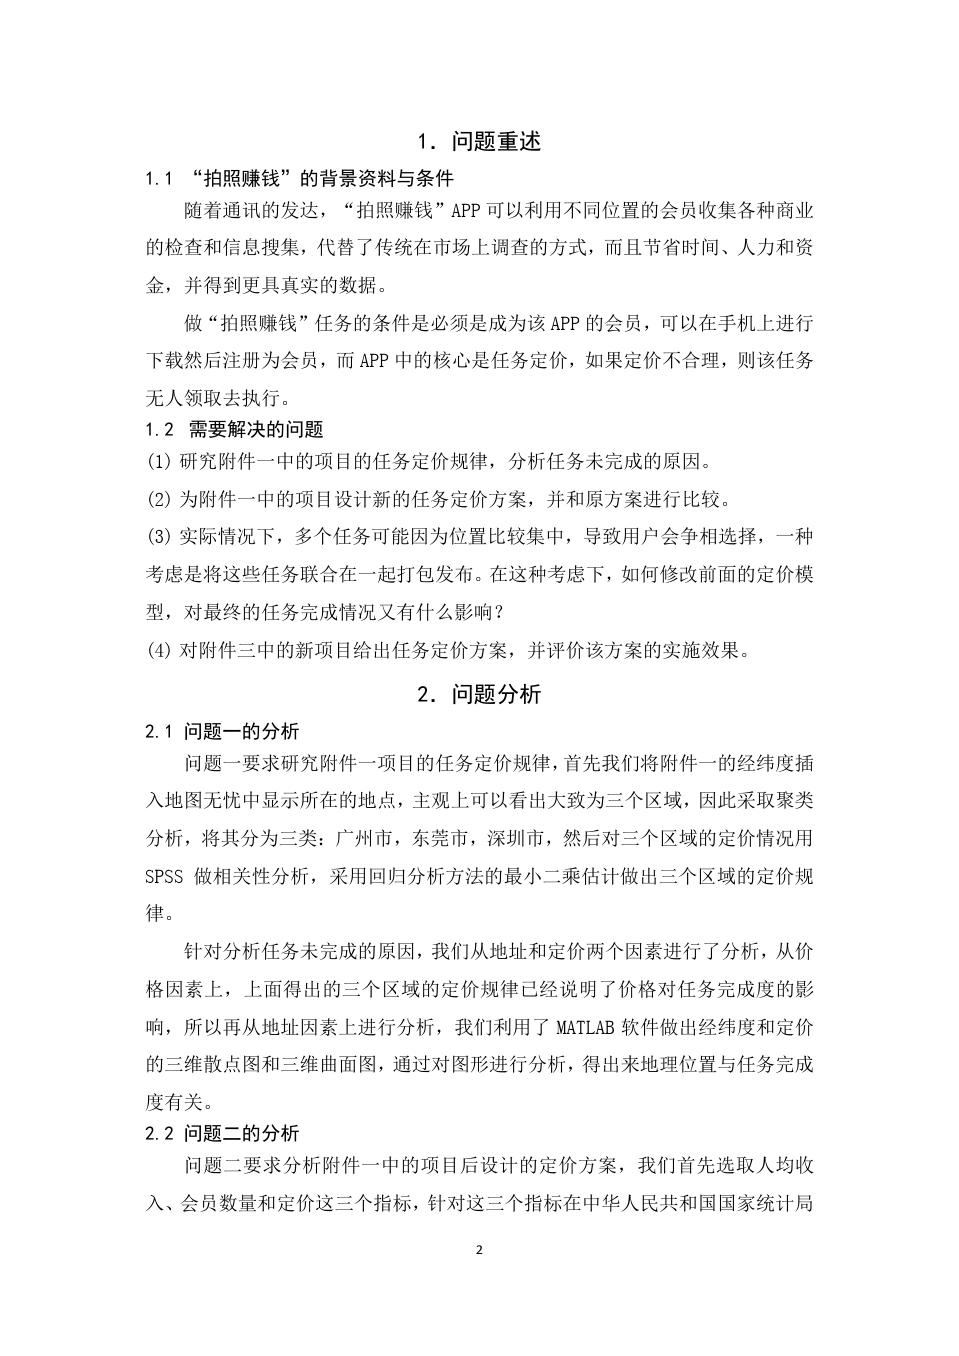 1. 问题重述
1.1 “拍照赚钱”的背景资料与条件
随着通讯的发达，“拍照赚钱”APP 可以利用不同位置的会员收集各种商业
的检查和信息搜集，代替了传统在市场上调查的方式，而且节省时间、人力和资
金，并得到更具真实的数据。
做“拍照赚钱”任务的条件是必须是成为该 APP 的会员，可以在手机上进行
下载然后注册为会员，而 APP 中的核心是任务定价，如果定价不合理，则该任务
无人领取去执行。
1.2 需要解决的问题
(1) 研究附件一中的项目的任务定价规律，分析任务未完成的原因。
(2) 为附件一中的项目设计新的任务定价方案，并和原方案进行比较。
(3) 实际情况下，多个任务可能因为位置比较集中，导致用户会争相选择，一种
考虑是将这些任务联合在一起打包发布。在这种考虑下，如何修改前面的定价模
型，对最终的任务完成情况又有什么影响？
(4) 对附件三中的新项目给出任务定价方案，并评价该方案的实施效果。
2. 问题分析
2.1 问题一的分析
问题一要求研究附件一项目的任务定价规律，首先我们将附件一的经纬度插
入地图无忧中显示所在的地点，主观上可以看出大致为三个区域，因此采取聚类
分析，将其分为三类：广州市，东莞市，深圳市，然后对三个区域的定价情况用
SPSS 做相关性分析，采用回归分析方法的最小二乘估计做出三个区域的定价规
律。
针对分析任务未完成的原因，我们从地址和定价两个因素进行了分析，从价
格因素上，上面得出的三个区域的定价规律已经说明了价格对任务完成度的影
响，所以再从地址因素上进行分析，我们利用了 MATLAB 软件做出经纬度和定价
的三维散点图和三维曲面图，通过对图形进行分析，得出来地理位置与任务完成
度有关。
2.2 问题二的分析
问题二要求分析附件一中的项目后设计的定价方案，我们首先选取人均收
入、会员数量和定价这三个指标，针对这三个指标在中华人民共和国国家统计局
2